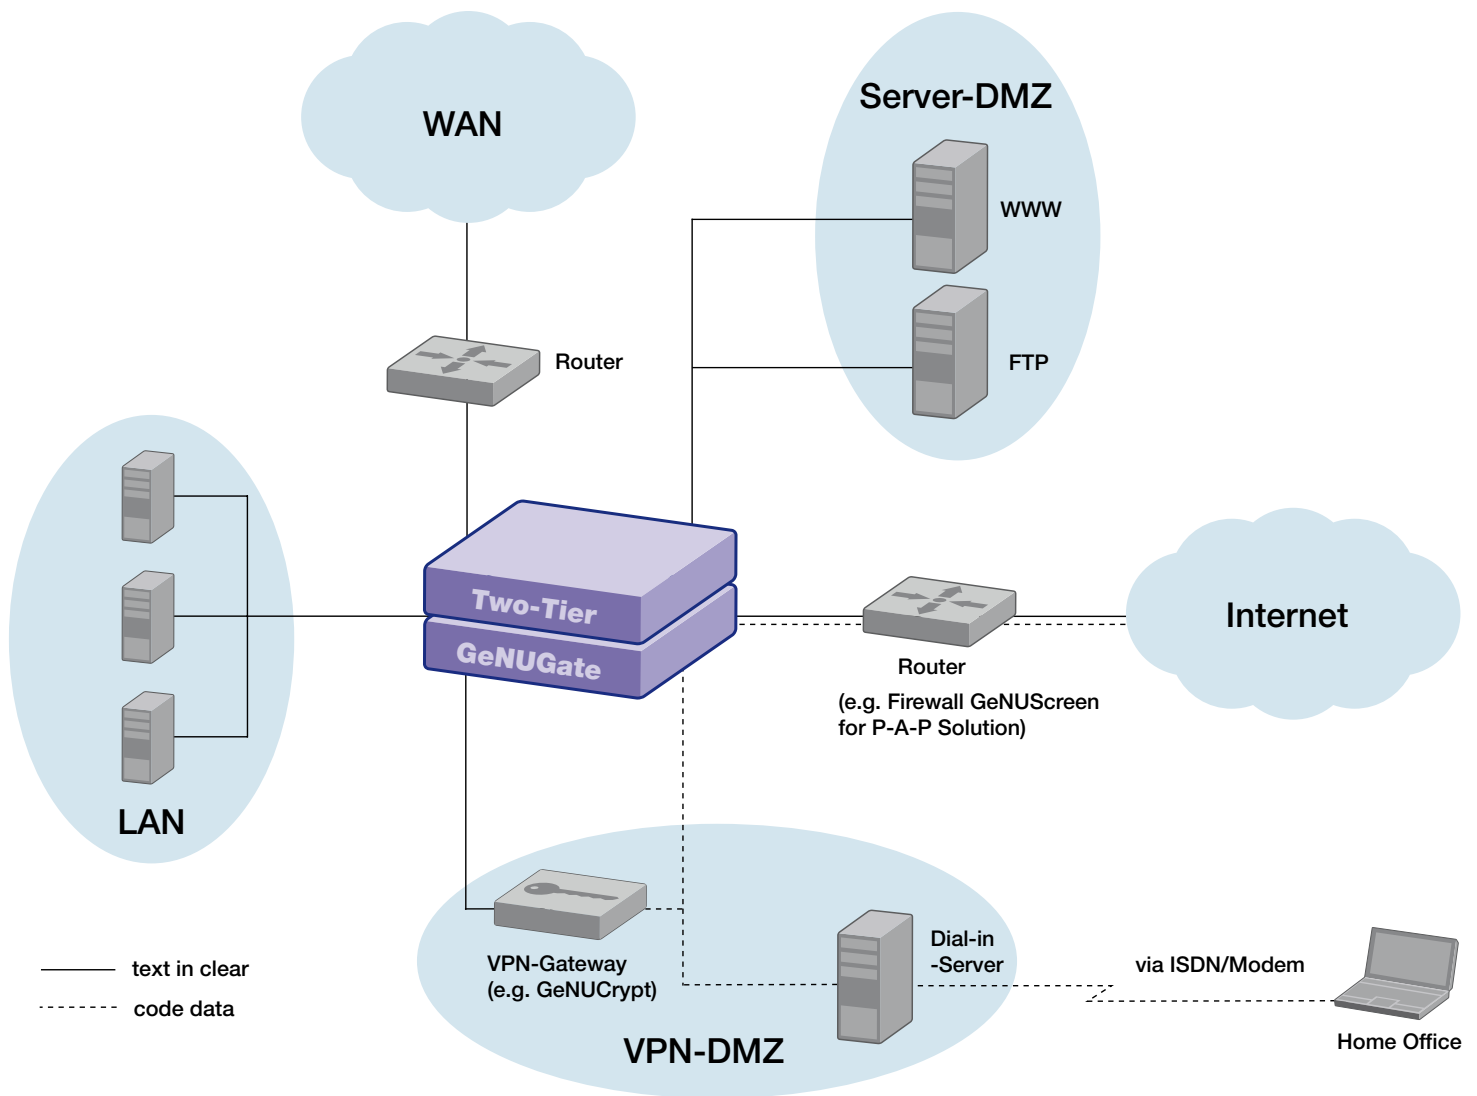 WAN
Server-DMZ
WWW
FTP
Router
Two-Tier
GeNUGate
Internet
Router
(e.g. Firewall GeNUScreen
for P-A-P Solution)
LAN
VPN-Gateway
(e.g. GeNUCrypt)
Dial-in
-Server
via ISDN/Modem
Home Office
VPN-DMZ
text in clear
code data